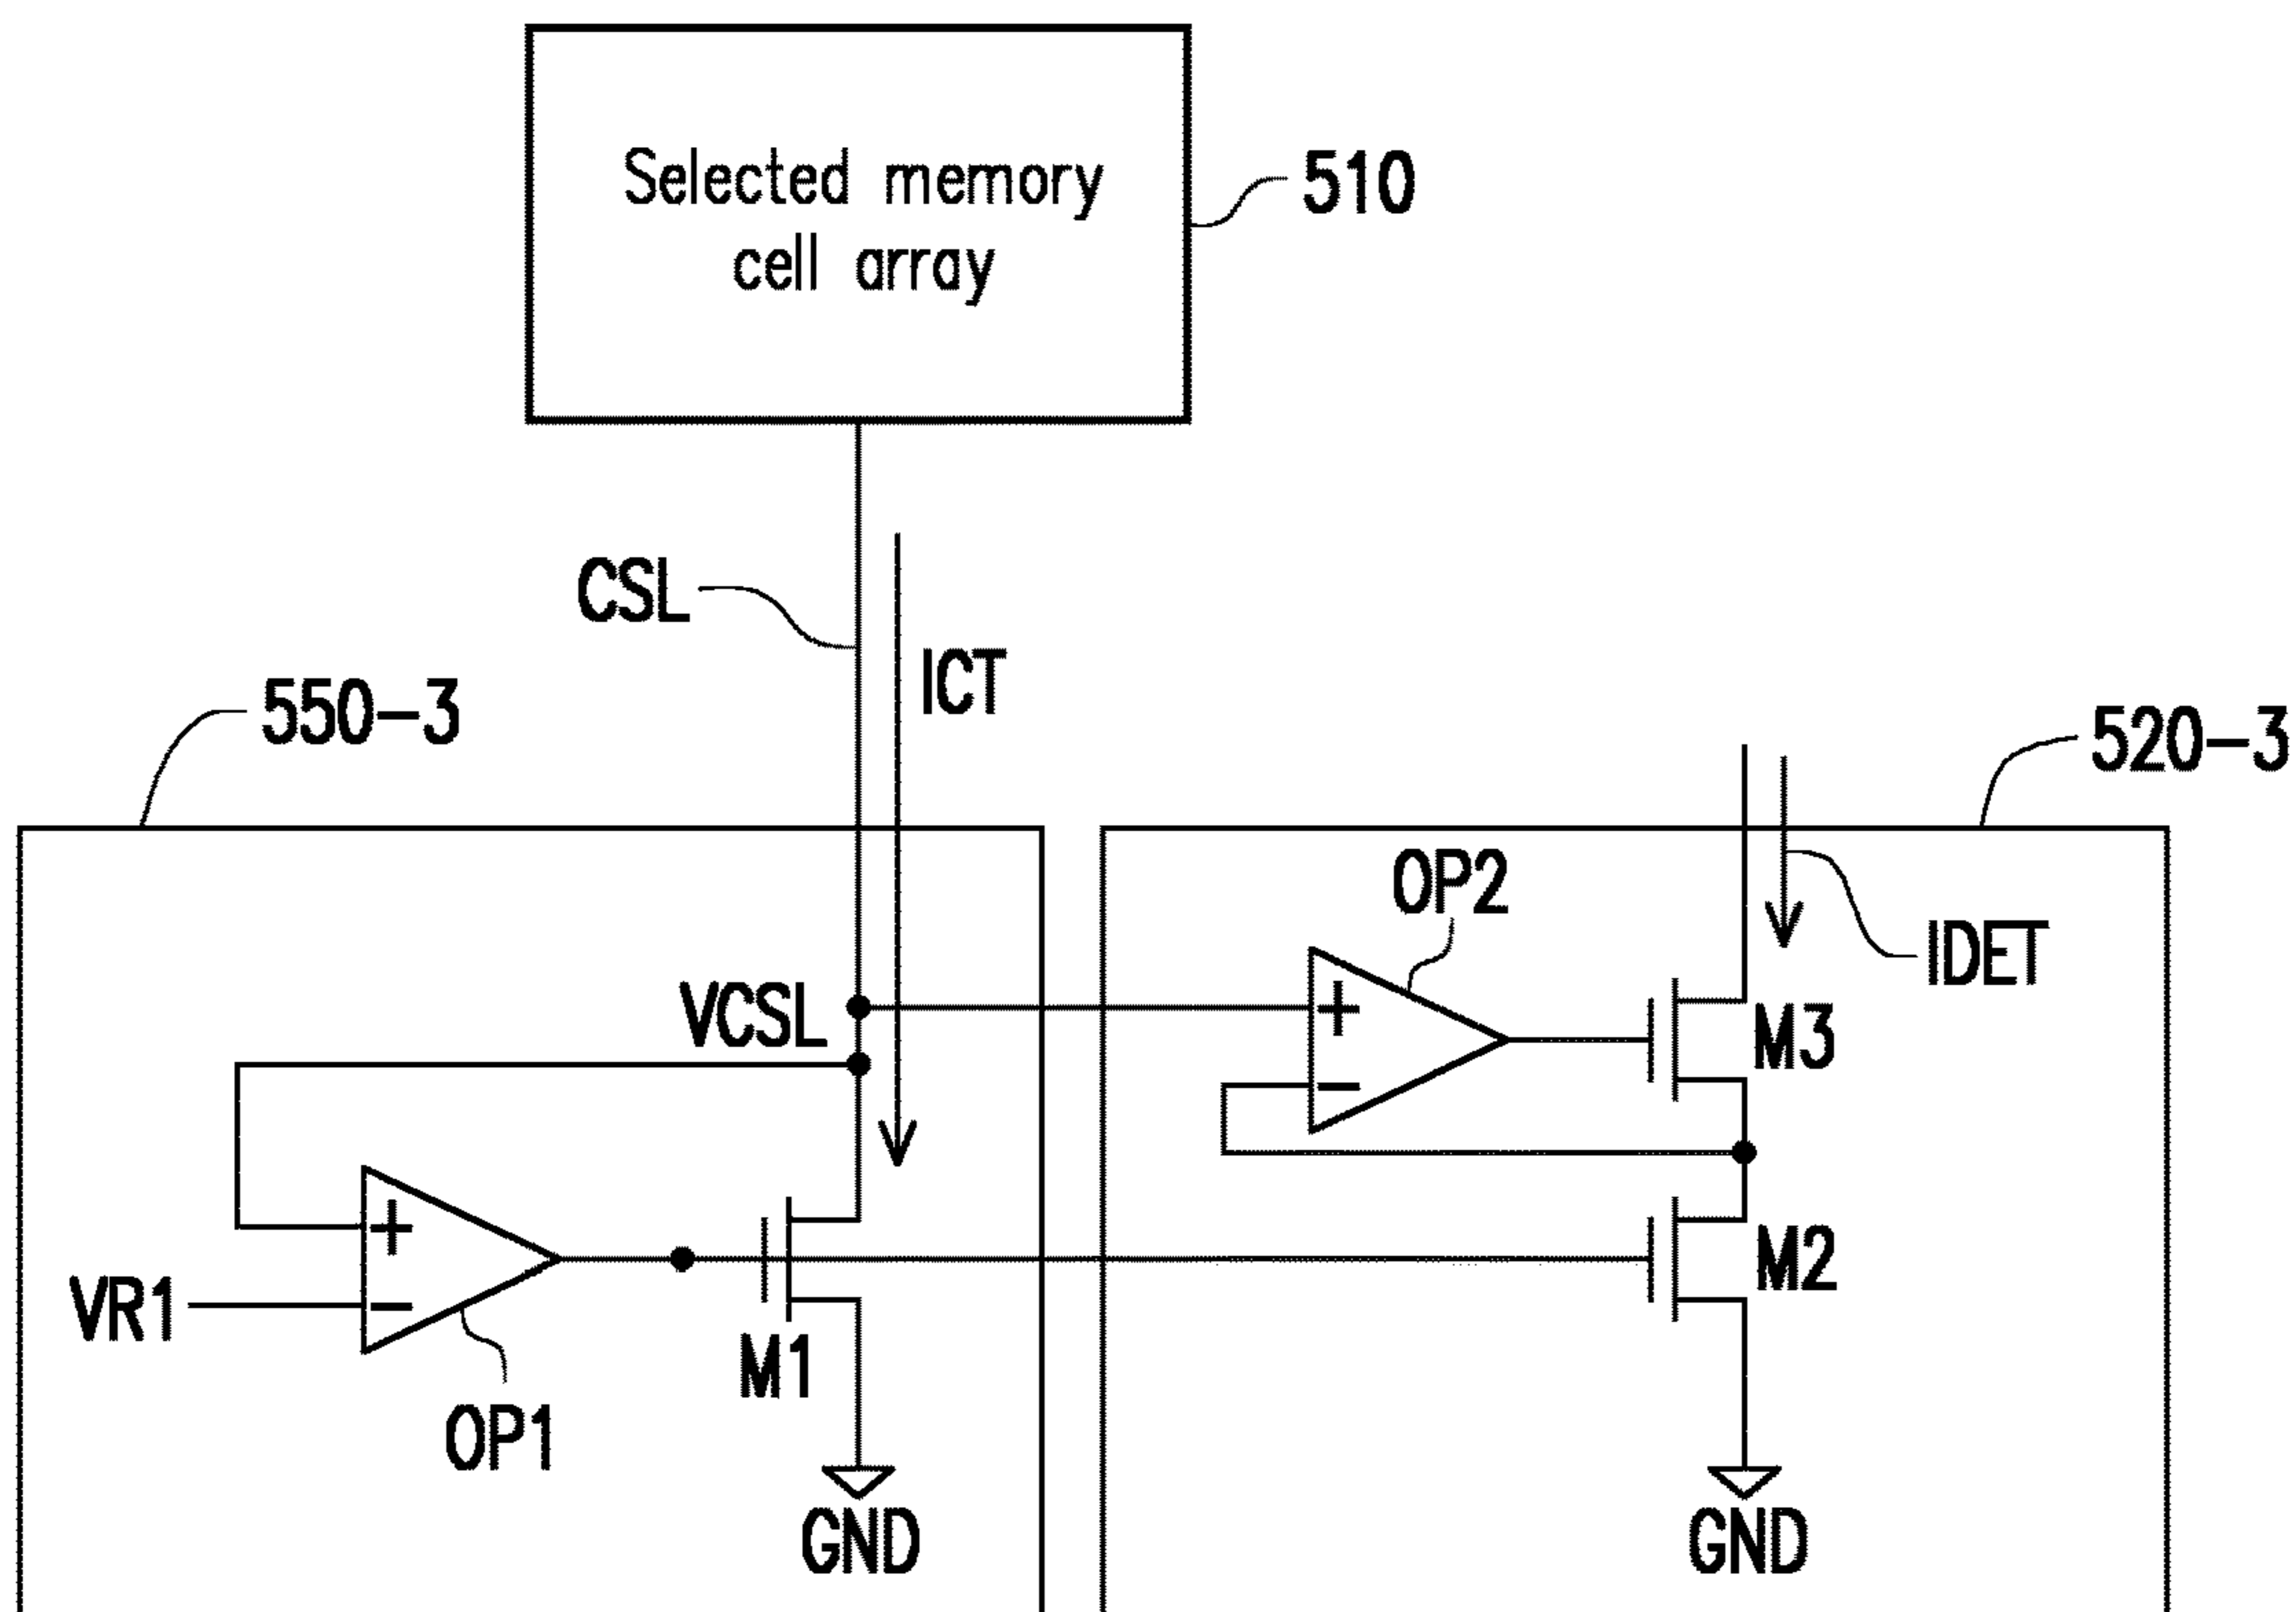 Selected memory
cell array
510
CSL
ICT
550-3
520-3
OP2
IDET
VCSL
+
-
M3
+
-
VR1
M1
M2
OP1
GND
GND